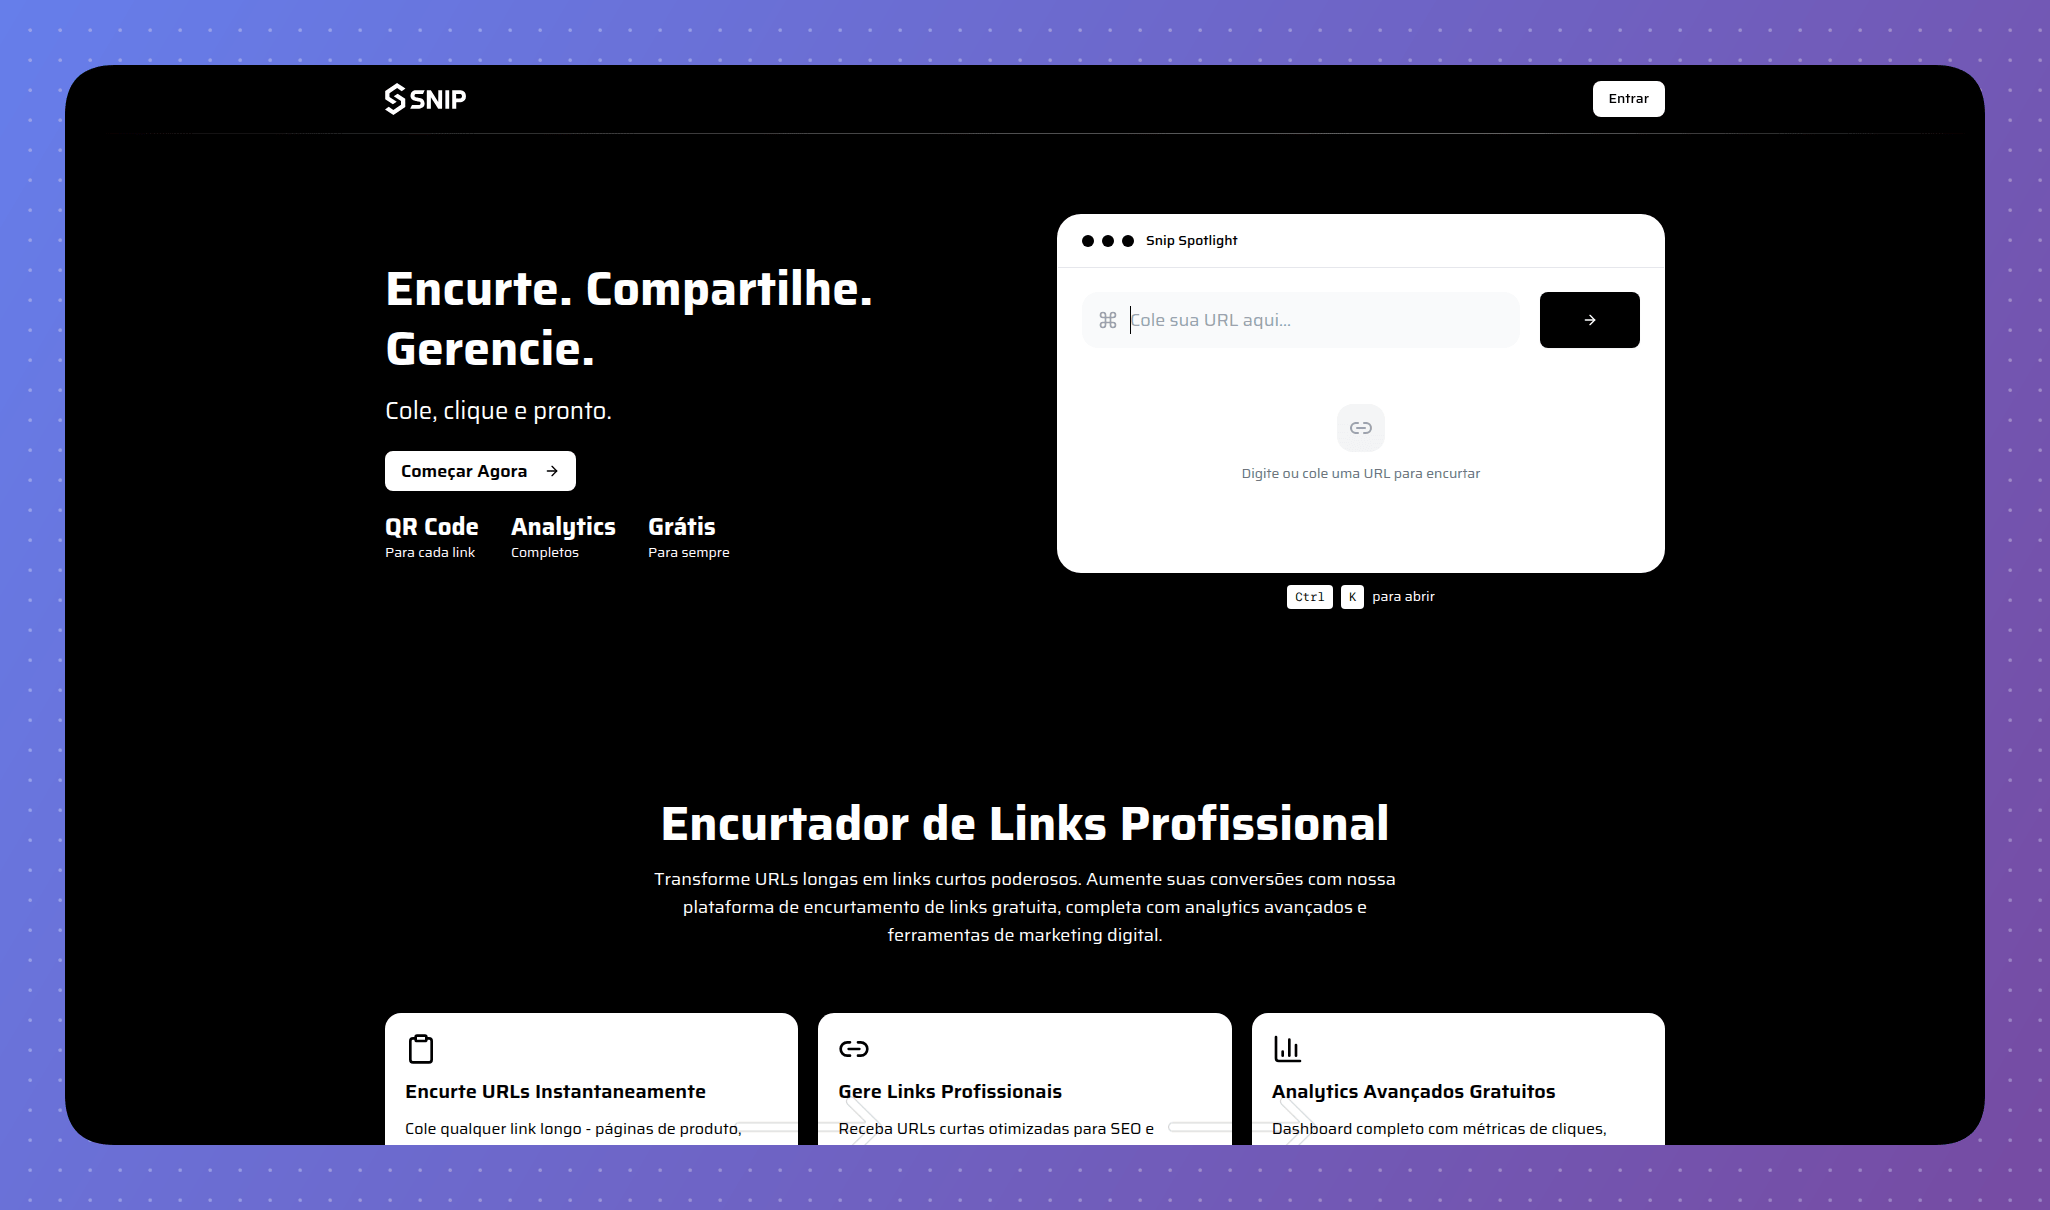 SNIP
Entrar
Encurte. Compartilhe.
Gerencie.
Cole, clique e pronto.
Começar Agora
QR Code
Para cada link
Analytics
Completos
Grátis
Para sempre
Snip Spotlight
Cole sua URL aqui...
Digite ou cole uma URL para encurtar
Ctrl K para abrir
Encurtador de Links Profissional
Transforme URLs longas em links curtos poderosos. Aumente suas conversões com nossa
plataforma de encurtamento de links gratuita, completa com analytics avançados e
ferramentas de marketing digital.
Encurte URLs Instantaneamente
Cole qualquer link longo - páginas de produto,
Gere Links Profissionais
Receba URLs curtas otimizadas para SEO e
Analytics Avançados Gratuitos
Dashboard completo com métricas de cliques,